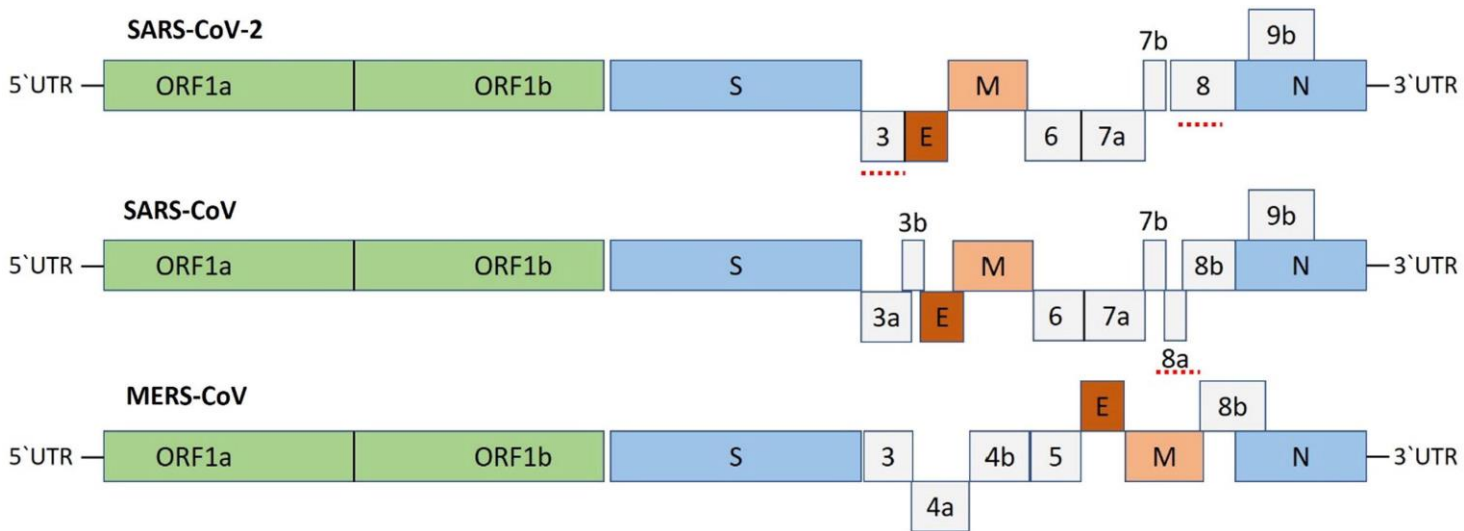 SARS-CoV-2
7b 9b
5`UTR ORF1a ORF1b S M 8 N 3`UTR
3 E 6 7a
SARS-CoV
3b 7b 9b
5`UTR ORF1a ORF1b S M 8b N 3`UTR
3a E 6 7a
8a
MERS-CoV
E 8b
5`UTR ORF1a ORF1b S 3 4b 5 M N 3`UTR
4a